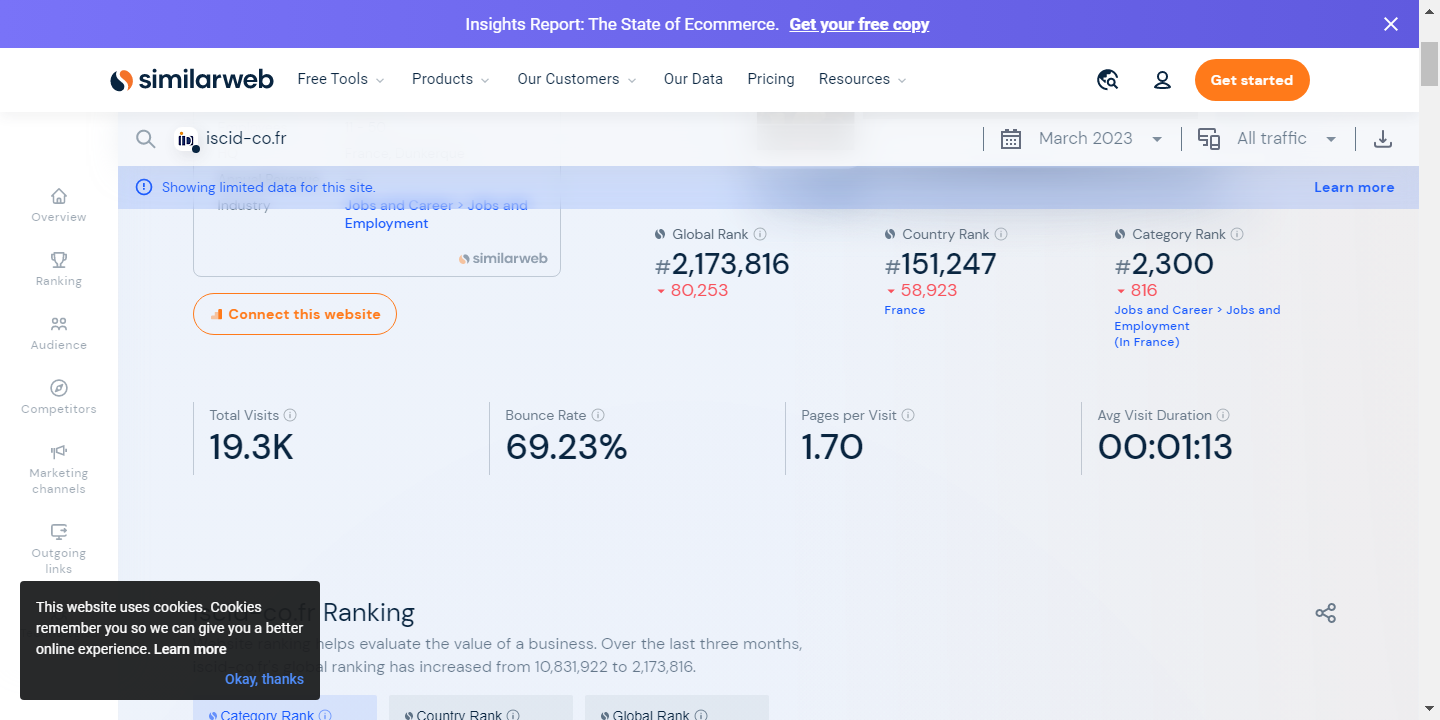 Insights Report: The State of Ecommerce. Get your free copy
similarweb Free Tools Products Our Customers Our Data Pricing Resources Get started
iscid-co.fr March 2023 All traffic
Showing limited data for this site. Learn more
Industry Jobs and Career > Jobs and
Employment
similarweb
Connect this website
Global Rank
#2,173,816
80,253
Country Rank
#151,247
58,923
France
Category Rank
#2,300
816
Jobs and Career > Jobs and
Employment
(In France)
Overview
Ranking
Audience
Competitors
Marketing
channels
Outgoing
links
Total Visits
19.3K
Bounce Rate
69.23%
Pages per Visit
1.70
Avg Visit Duration
00:01:13
iscid-co.fr Ranking
helps evaluate the value of a business. Over the last three months,
ranking has increased from 10,831,922 to 2,173,816.
Category Rank
Country Rank
Global Rank
This website uses cookies. Cookies
remember you so we can give you a better
online experience. Learn more
Okay, thanks